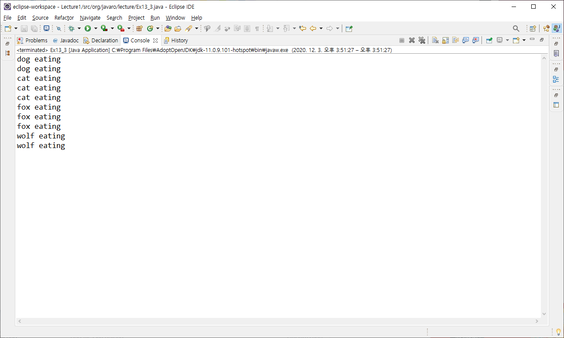 eclipse-workspace - Lecture1/src/org/javaro/lecture/Ex13_3.java - Eclipse IDE
File Edit Source Refactor Navigate Search Project Run Window Help
Problems Javadoc Declaration Console History
<terminated> Ex13_3 [Java Application] C:₩Program Files₩AdoptOpenJDK₩jdk-11.0.9.101-hotspot₩bin₩javaw.exe (2020. 12. 3. 오후 3:51:27 – 오후 3:51:27)
dog eating
dog eating
cat eating
cat eating
cat eating
fox eating
fox eating
fox eating
wolf eating
wolf eating